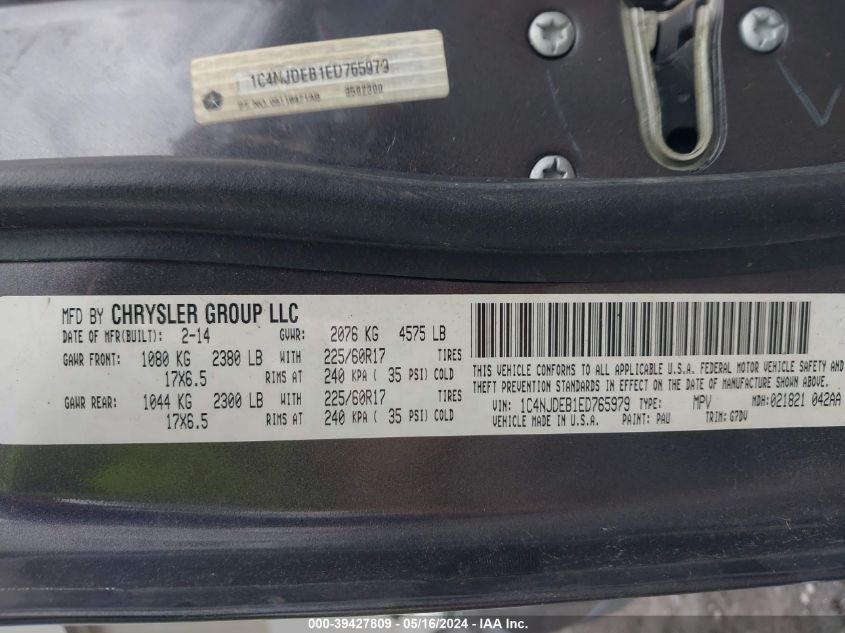 1C4NJDEB1ED765979
MFD BY CHRYSLER GROUP LLC
DATE OF MFR(BUILT): 2-14 GVWR: 2076 KG 4575 LB
GAWR FRONT: 1080 KG 2380 LB WITH 225/60R17 TIRES
17X6.5 RIMS AT 240 KPA ( 35 PSI) COLD
GAWR REAR: 1044 KG 2300 LB WITH 225/60R17 TIRES
17X6.5 RIMS AT 240 KPA ( 35 PSI) COLD
THIS VEHICLE CONFORMS TO ALL APPLICABLE U.S.A. FEDERAL MOTOR VEHICLE SAFETY AND
THEFT PREVENTION STANDARDS IN EFFECT ON THE DATE OF MANUFACTURE SHOWN ABOVE.
VIN: 1C4NJDEB1ED765979 TYPE: MPV MDH:021821 042AA
VEHICLE MADE IN U.S.A. PAINT: PAU TRIM: G7DV
000-39427809 - 05/16/2024 - IAA Inc.